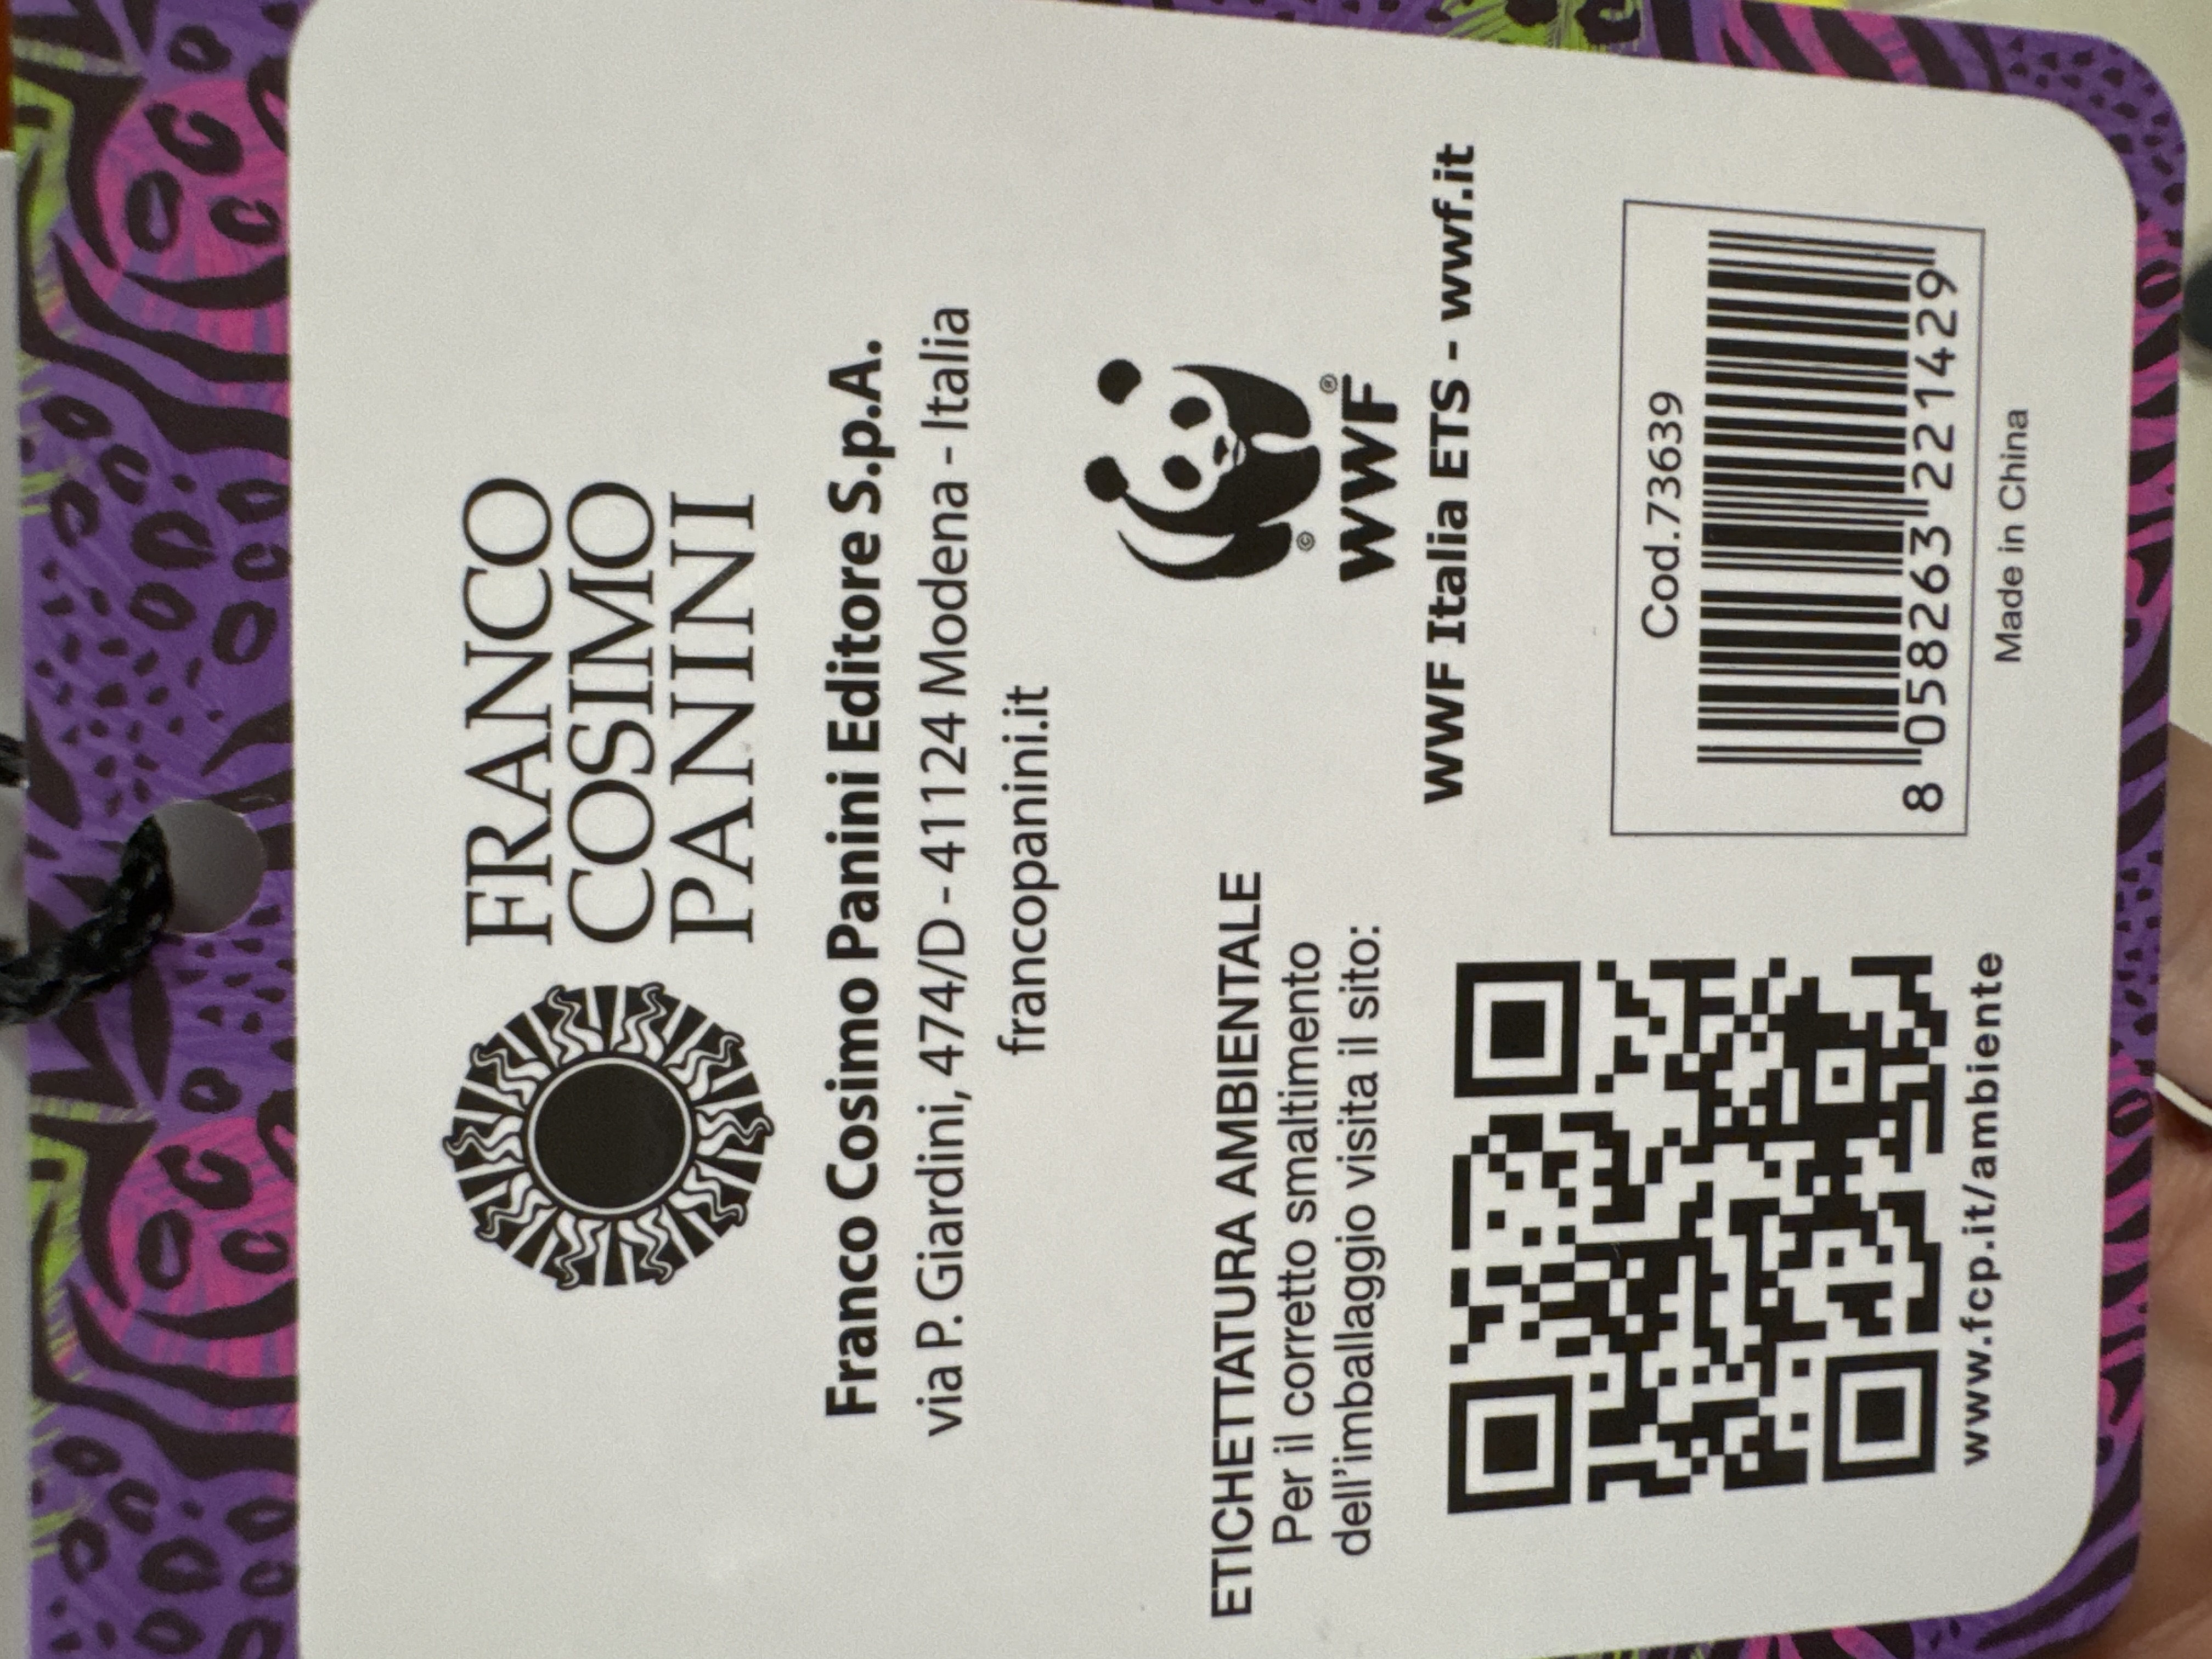 FRANCO
COSIMO
PANINI
Franco Cosimo Panini Editore S.p.A.
via P. Giardini, 474/D - 41124 Modena - Italia
francopanini.it
ETICHETTATURA AMBIENTALE
Per il corretto smaltimento
dell'imballaggio visita il sito:
www.fcp.it/ambiente
© WWF ®
WWF Italia ETS - wwf.it
Cod.73639
8 058263 221429
Made in China